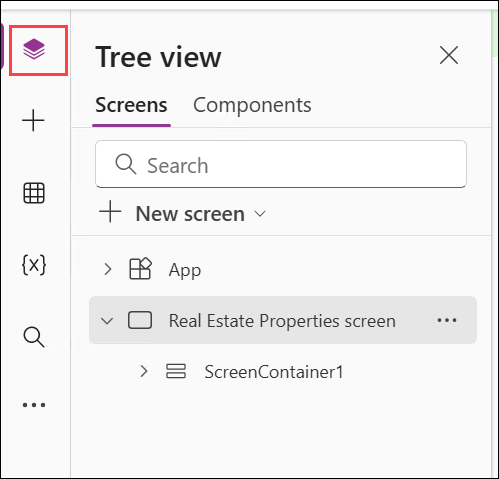 Tree view
Screens Components
Search
New screen
App
{x}
Real Estate Properties screen
ScreenContainer1